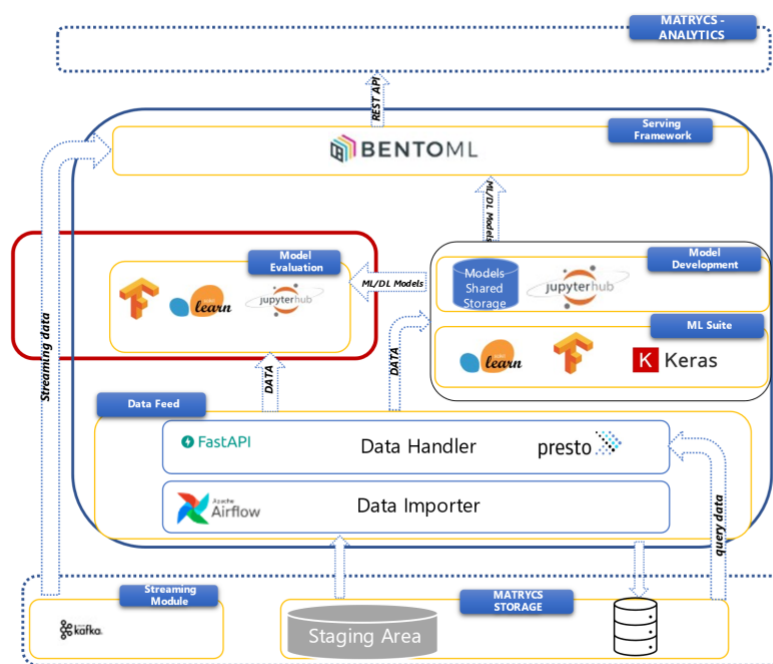 MATRYCS -
ANALYTICS
REST API
Serving
Framework
BENTOML
ML/DL Models
Model
Evaluation
learn
jupyterhub
ML/DL Models
Model
Development
Models
Shared
Storage
jupyterhub
ML Suite
learn
K Keras
Streaming data
DATA
DATA
Data Feed
FastAPI
Data Handler
presto
Apache
Airflow
Data Importer
query data
Streaming
Module
kafka.
MATRYCS
STORAGE
Staging Area